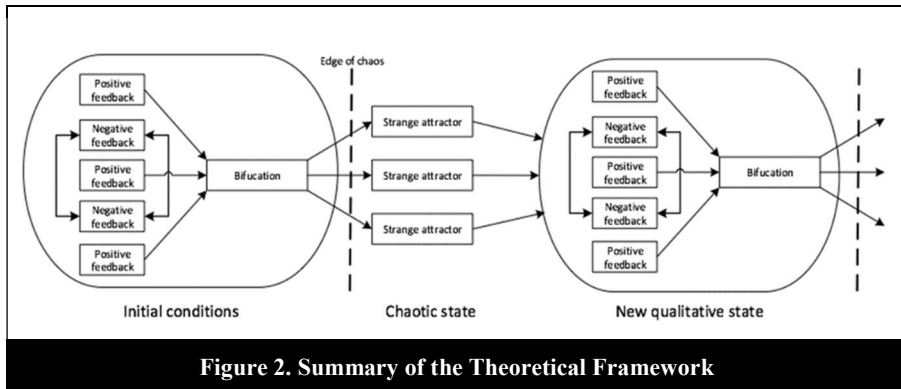 Edge of chaos
Positive
feedback
Negative
feedback
Positive
feedback
Negative
feedback
Positive
feedback
Bifucation
Strange attractor
Strange attractor
Strange attractor
Positive
feedback
Negative
feedback
Positive
feedback
Negative
feedback
Positive
feedback
Bifucation
Initial conditions
Chaotic state
New qualitative state
Figure 2. Summary of the Theoretical Framework